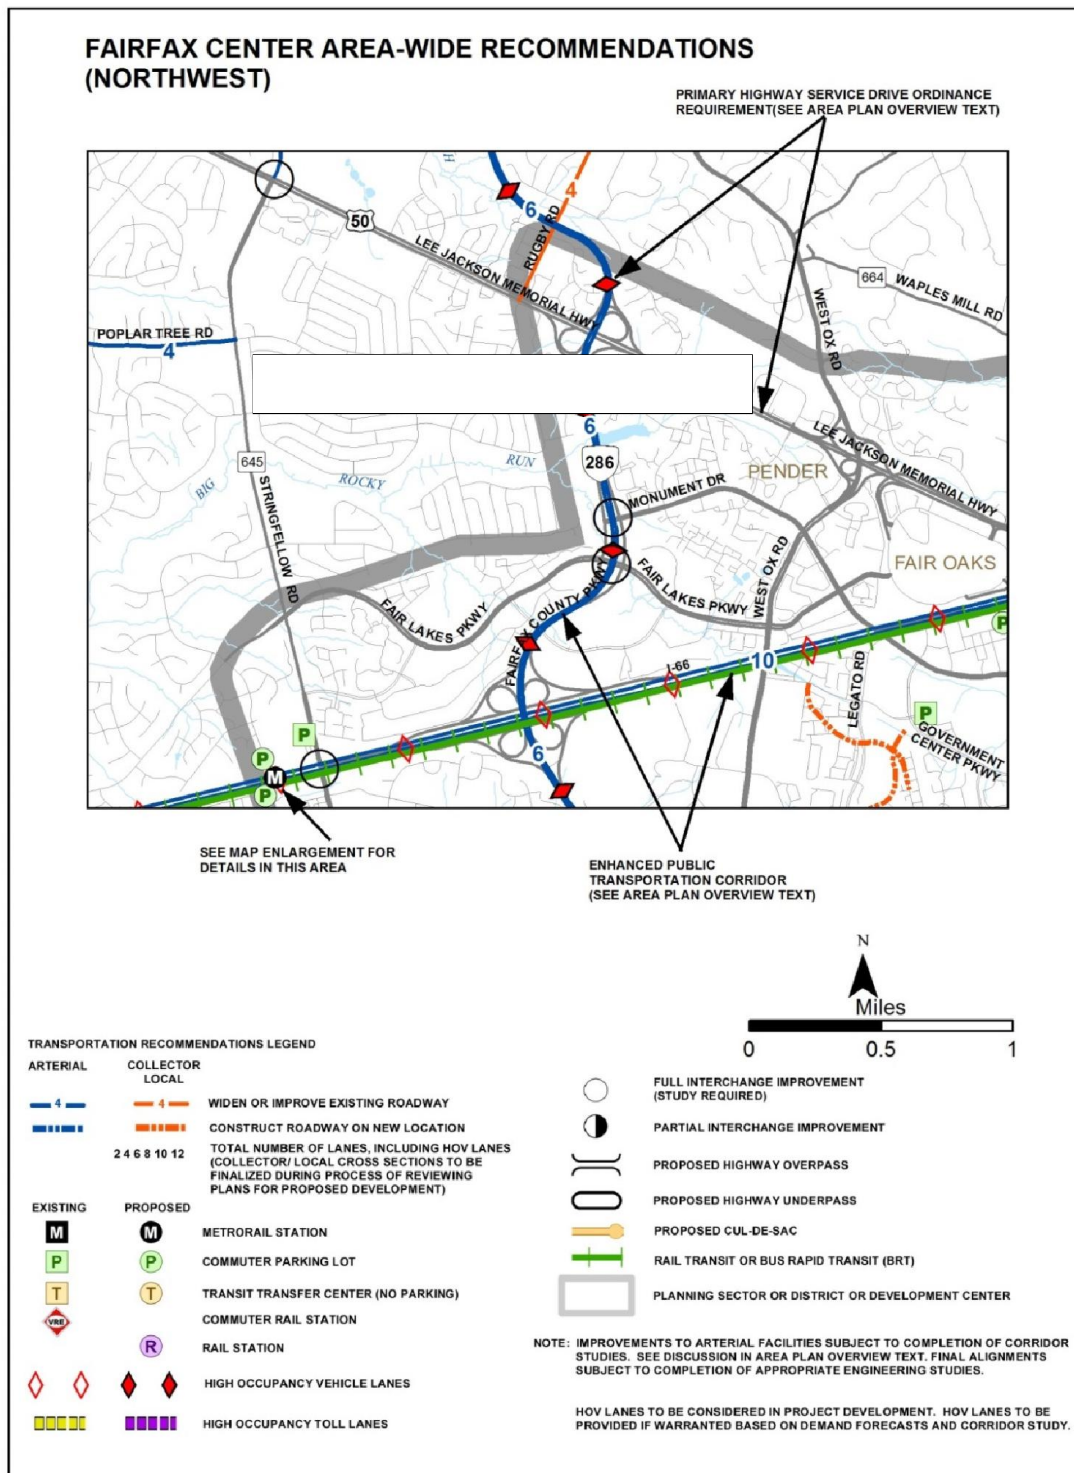 FAIRFAX CENTER AREA-WIDE RECOMMENDATIONS
(NORTHWEST)
PRIMARY HIGHWAY SERVICE DRIVE ORDINANCE
REQUIREMENT(SEE AREA PLAN OVERVIEW TEXT)
H
50
6
4
RUGBY RD
LEE JACKSON MEMORIAL HWY
664
WAPLES MILL RD
WEST OX RD
POPLAR TREE RD
4
6
LEE JACKSON MEMORIAL HWY
286
645
RUN
PENDER
BIG
ROCKY
MONUMENT DR
STRINGFELLOW RD
WEST OX RD
FAIR OAKS
FAIR LAKES PKWY
FAIR LAKES PKWY
FAIRFAX COUNTY PKWY
P
I-66
10
LEGATO RD
P
GOVERNMENT
CENTER PKWY
P
P
6
M
P
SEE MAP ENLARGEMENT FOR
DETAILS IN THIS AREA
ENHANCED PUBLIC
TRANSPORTATION CORRIDOR
(SEE AREA PLAN OVERVIEW TEXT)
N
Miles
0 0.5 1
TRANSPORTATION RECOMMENDATIONS LEGEND
ARTERIAL COLLECTOR
LOCAL
4 4 WIDEN OR IMPROVE EXISTING ROADWAY
CONSTRUCT ROADWAY ON NEW LOCATION
2 4 6 8 10 12 TOTAL NUMBER OF LANES, INCLUDING HOV LANES
(COLLECTOR/ LOCAL CROSS SECTIONS TO BE
FINALIZED DURING PROCESS OF REVIEWING
PLANS FOR PROPOSED DEVELOPMENT)
EXISTING PROPOSED
M M METRORAIL STATION
P P COMMUTER PARKING LOT
T T TRANSIT TRANSFER CENTER (NO PARKING)
VRE COMMUTER RAIL STATION
R RAIL STATION
HIGH OCCUPANCY VEHICLE LANES
HIGH OCCUPANCY TOLL LANES
FULL INTERCHANGE IMPROVEMENT
(STUDY REQUIRED)
PARTIAL INTERCHANGE IMPROVEMENT
PROPOSED HIGHWAY OVERPASS
PROPOSED HIGHWAY UNDERPASS
PROPOSED CUL-DE-SAC
RAIL TRANSIT OR BUS RAPID TRANSIT (BRT)
PLANNING SECTOR OR DISTRICT OR DEVELOPMENT CENTER
NOTE: IMPROVEMENTS TO ARTERIAL FACILITIES SUBJECT TO COMPLETION OF CORRIDOR
STUDIES. SEE DISCUSSION IN AREA PLAN OVERVIEW TEXT. FINAL ALIGNMENTS
SUBJECT TO COMPLETION OF APPROPRIATE ENGINEERING STUDIES.
HOV LANES TO BE CONSIDERED IN PROJECT DEVELOPMENT. HOV LANES TO BE
PROVIDED IF WARRANTED BASED ON DEMAND FORECASTS AND CORRIDOR STUDY.